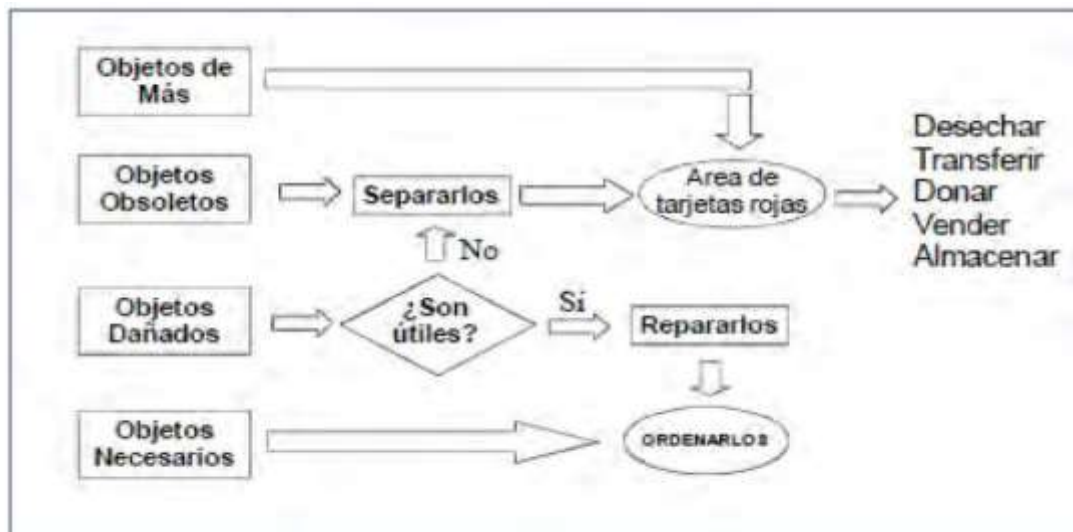 Objetos de
Más
Objetos
Obsoletos
Separarlos
Area de
tarjetas rojas
Desechar
Transferir
Donar
Vender
Almacenar
No
Objetos
Dañados
¿Son
útiles?
Sí
Repararlos
Objetos
Necesarios
ORDENARLOS